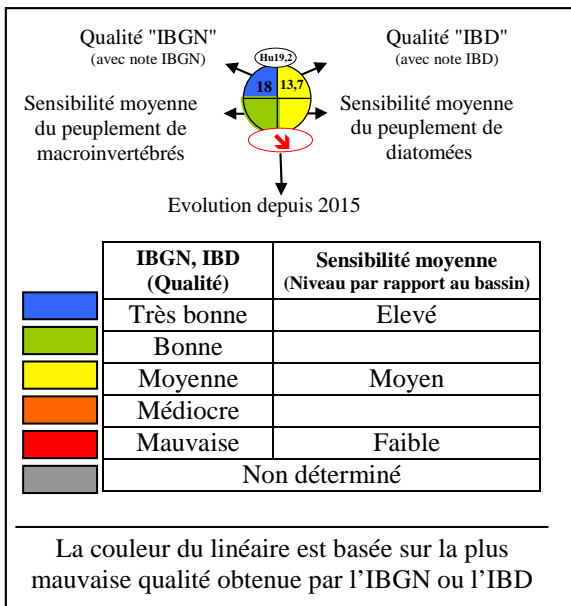 Qualité "IBGN"
(avec note IBGN)
Hu19,2
Qualité "IBD"
(avec note IBD)
18
13,7
Sensibilité moyenne
du peuplement de
macroinvertébrés
Sensibilité moyenne
du peuplement de
diatomées
Evolution depuis 2015
IBGN, IBD
(Qualité)
Sensibilité moyenne
(Niveau par rapport au bassin)
Très bonne
Elevé
Bonne
Moyenne
Moyen
Médiocre
Mauvaise
Faible
Non déterminé
La couleur du linéaire est basée sur la plus
mauvaise qualité obtenue par l'IBGN ou l'IBD